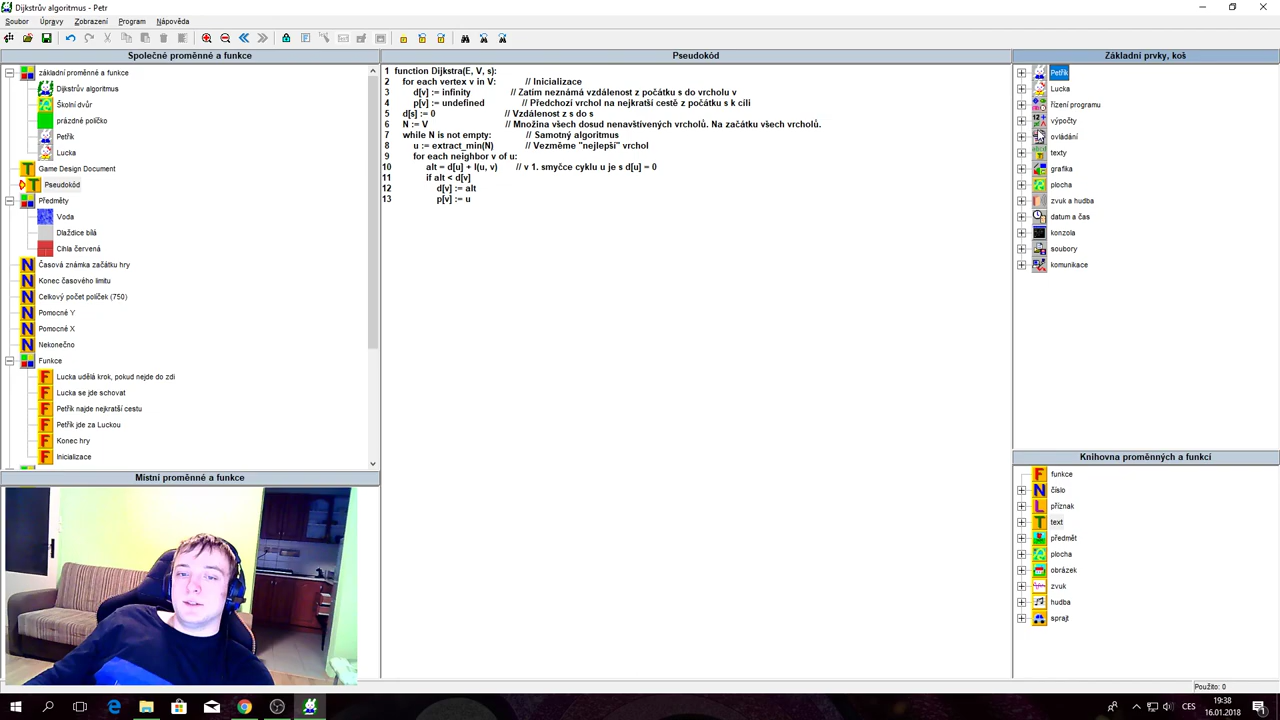 Dijkstrův algoritmus - Petr
Soubor Úpravy Zobrazení Program Nápověda
Společné proměnné a funkce
základní proměnné a funkce
Dijkstrův algoritmus
Školní dvůr
prázdné políčko
Petřík
Lucka
Game Design Document
Pseudokód
Předměty
Voda
Dlaždice bílá
Cihla červená
Časová známka začátku hry
Konec časového limitu
Celkový počet políček (750)
Pomocné Y
Pomocné X
Nekonečno
Funkce
Lucka udělá krok, pokud nejde do zdi
Lucka se jde schovat
Petřík najde nejkratší cestu
Petřík jde za Luckou
Konec hry
Inicializace
Místní proměnné a funkce
Pseudokód
1 function Dijkstra(E, V, s):
2 for each vertex v in V: // Inicializace
3 d[v] := infinity // Zatím neznámá vzdálenost z počátku s do vrcholu v
4 p[v] := undefined // Předchozí vrchol na nejkratší cestě z počátku s k cíli
5 d[s] := 0 // Vzdálenost z s do s
6 N := V // Množina všech dosud nenavštívených vrcholů. Na začátku všech vrcholů.
7 while N is not empty: // Samotný algoritmus
8 u := extract_min(N) // Vezměme "nejlepší" vrchol
9 for each neighbor v of u:
10 alt = d[u] + l(u, v) // v 1. smyčce cyklu u je s d[u] = 0
11 if alt < d[v]
12 d[v] := alt
13 p[v] := u
Základní prvky, koš
Petřík
Lucka
řízení programu
výpočty
ovládání
texty
grafika
plocha
zvuk a hudba
datum a čas
konzola
soubory
komunikace
Knihovna proměnných a funkcí
funkce
číslo
příznak
text
předmět
plocha
obrázek
zvuk
hudba
sprajt
Použito: 0
CES
19:38
16.01.2018